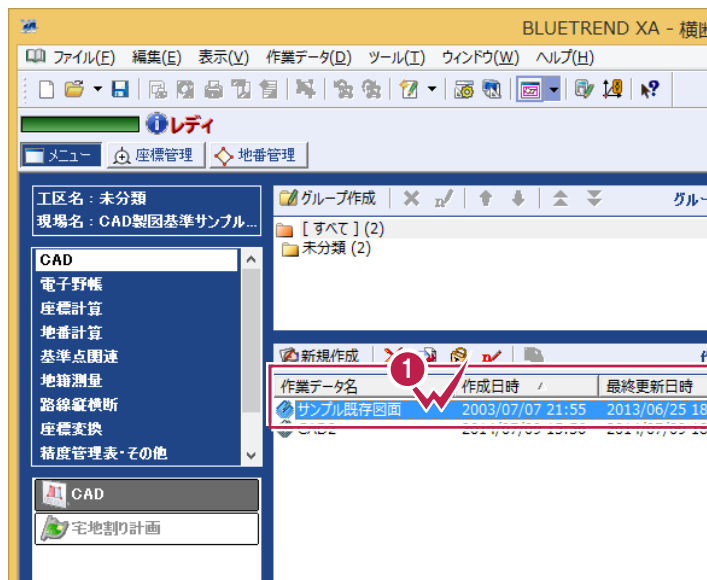 BLUETREND XA - 横断
ファイル(F) 編集(E) 表示(V) 作業データ(D) ツール(T) ウィンドウ(W) ヘルプ(H)
レディ
メニュー 座標管理 地番管理
工区名：未分類
現場名：CAD製図基準サンプル...
グループ作成 グルー
[ すべて ] (2)
未分類 (2)
CAD
電子野帳
座標計算
地番計算
基準点関連
地籍測量
路線縦横断
座標変換
精度管理表・その他
新規作成
1
作業データ名 作成日時 最終更新日時
サンプル既存図面 2003/07/07 21:55 2013/06/25 18
CAD
宅地割り計画